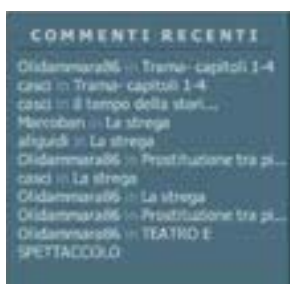 COMMENTI RECENTI
Olidammara86 in Trama- capitoli 1-4
casci in Trama- capitoli 1-4
casci in il tempo della stori...
Marcoban in La strega
in La strega
Olidammara86 in Prostituzione tra pi...
casci in La strega
Olidammara86 in La strega
Olidammara86 in Prostituzione tra pi...
Olidammara86 in TEATRO E
SPETTACCOLO